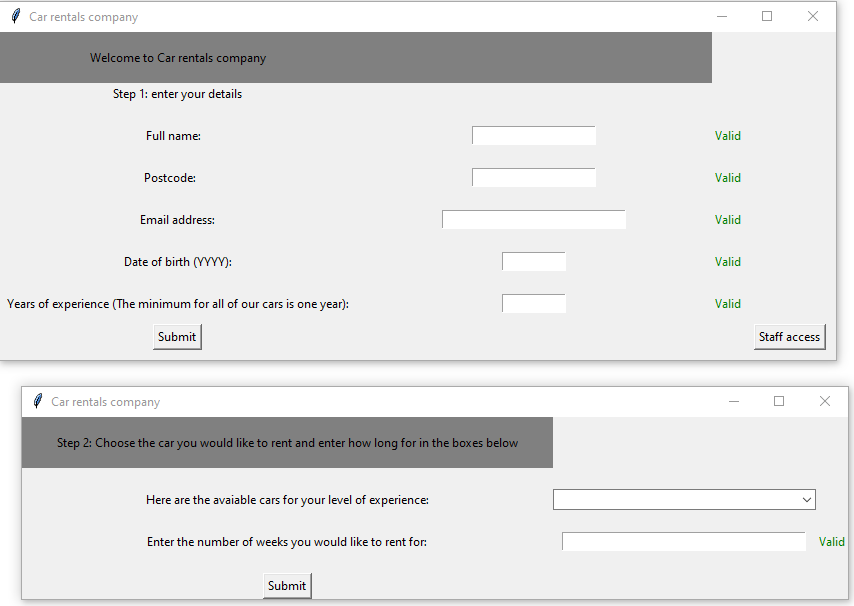 Car rentals company
Welcome to Car rentals company
Step 1: enter your details
Full name: Valid
Postcode: Valid
Email address: Valid
Date of birth (YYYY): Valid
Years of experience (The minimum for all of our cars is one year): Valid
Submit Staff access
Car rentals company
Step 2: Choose the car you would like to rent and enter how long for in the boxes below
Here are the avaiable cars for your level of experience:
Enter the number of weeks you would like to rent for: Valid
Submit